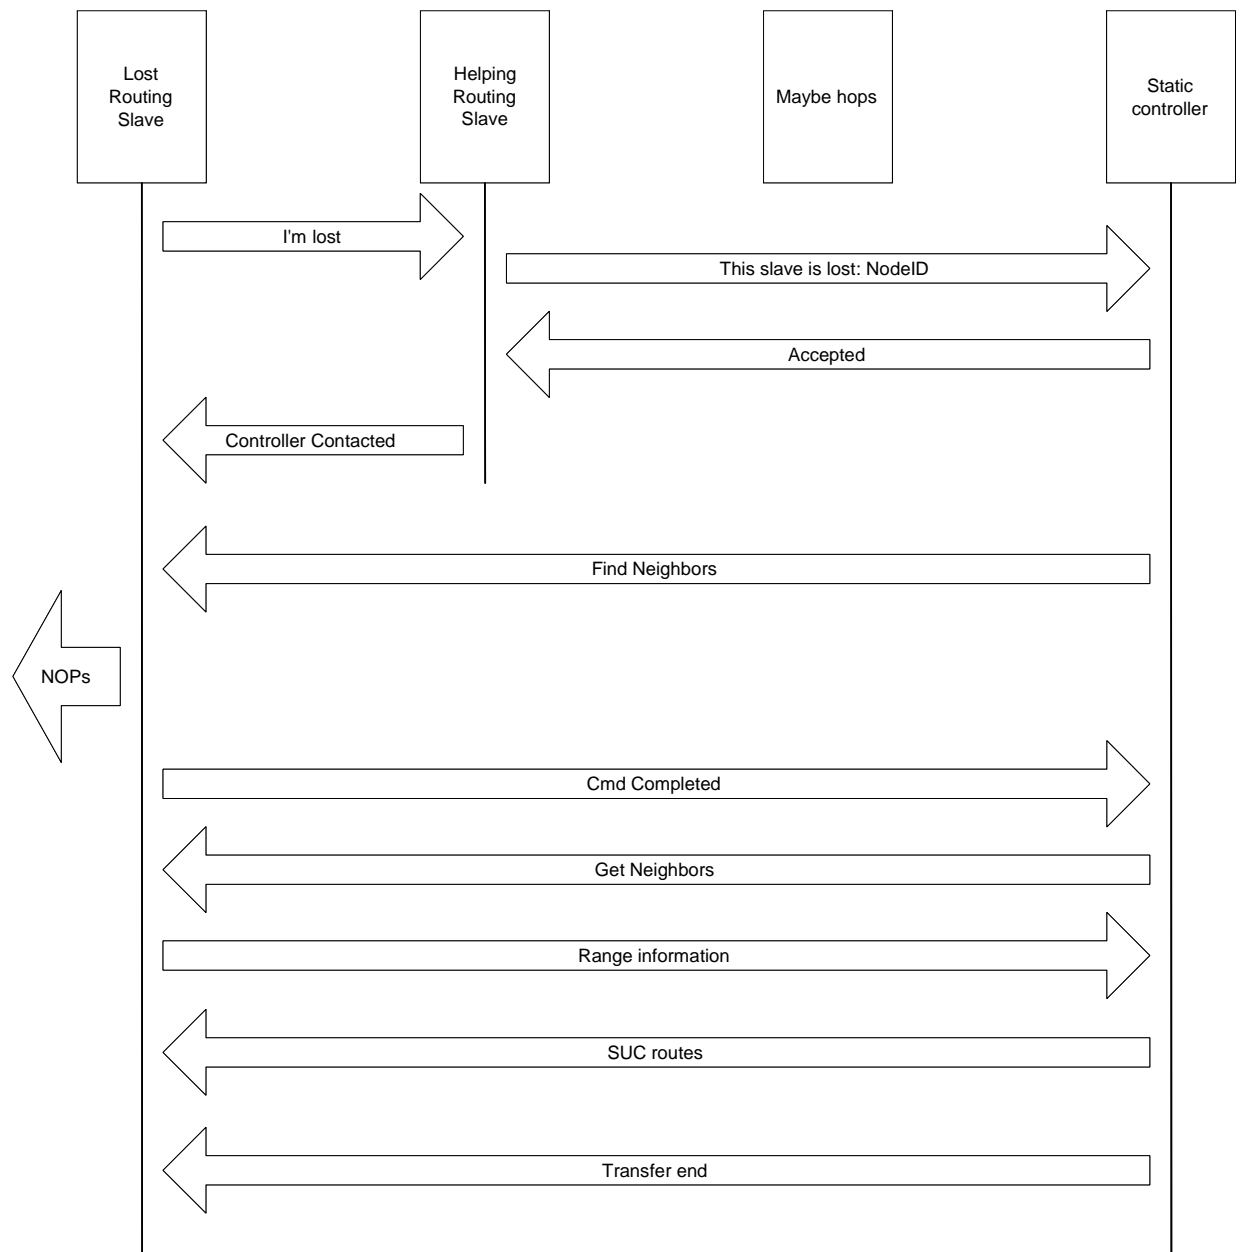 Lost
Routing
Slave
Helping
Routing
Slave
Maybe hops
Static
controller
I'm lost
This slave is lost: NodeID
Accepted
Controller Contacted
Find Neighbors
NOPs
Cmd Completed
Get Neighbors
Range information
SUC routes
Transfer end